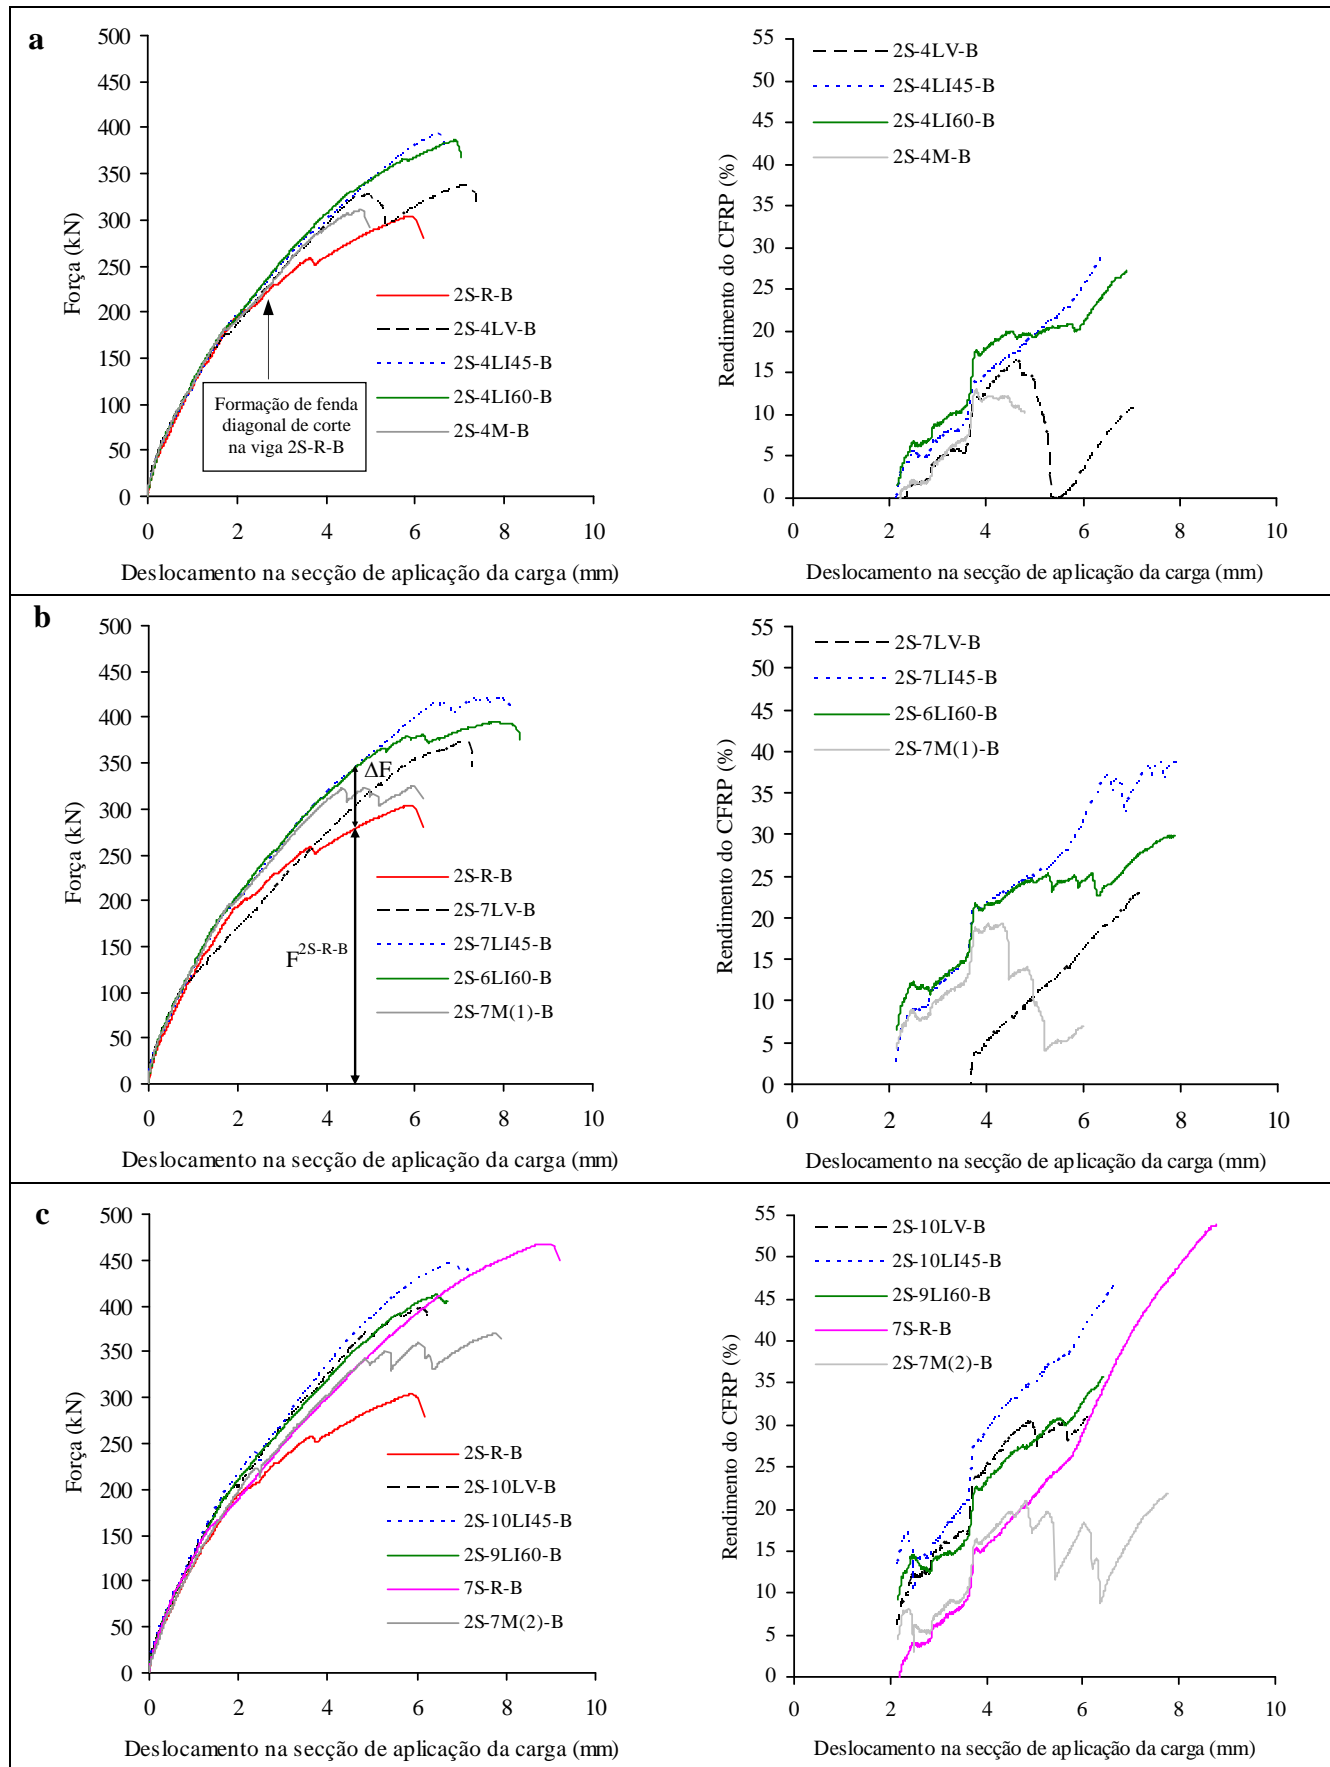 a
500
450
400
350
300
250
200
150
100
50
0
Força (kN)
0 2 4 6 8 10
Deslocamento na secção de aplicação da carga (mm)
Formação de fenda
diagonal de corte
na viga 2S-R-B
2S-R-B
2S-4LV-B
2S-4LI45-B
2S-4LI60-B
2S-4M-B
55
50
45
40
35
30
25
20
15
10
5
0
Rendimento do CFRP (%)
2S-4LV-B
2S-4LI45-B
2S-4LI60-B
2S-4M-B
0 2 4 6 8 10
Deslocamento na secção de aplicação da carga (mm)
b
500
450
400
350
300
250
200
150
100
50
0
Força (kN)
ΔF
F2S-R-B
2S-R-B
2S-7LV-B
2S-7LI45-B
2S-6LI60-B
2S-7M(1)-B
0 2 4 6 8 10
Deslocamento na secção de aplicação da carga (mm)
55
50
45
40
35
30
25
20
15
10
5
0
Rendimento do CFRP (%)
2S-7LV-B
2S-7LI45-B
2S-6LI60-B
2S-7M(1)-B
0 2 4 6 8 10
Deslocamento na secção de aplicação da carga (mm)
c
500
450
400
350
300
250
200
150
100
50
0
Força (kN)
2S-R-B
2S-10LV-B
2S-10LI45-B
2S-9LI60-B
7S-R-B
2S-7M(2)-B
0 2 4 6 8 10
Deslocamento na secção de aplicação da carga (mm)
55
50
45
40
35
30
25
20
15
10
5
0
Rendimento do CFRP (%)
2S-10LV-B
2S-10LI45-B
2S-9LI60-B
7S-R-B
2S-7M(2)-B
0 2 4 6 8 10
Deslocamento na secção de aplicação da carga (mm)